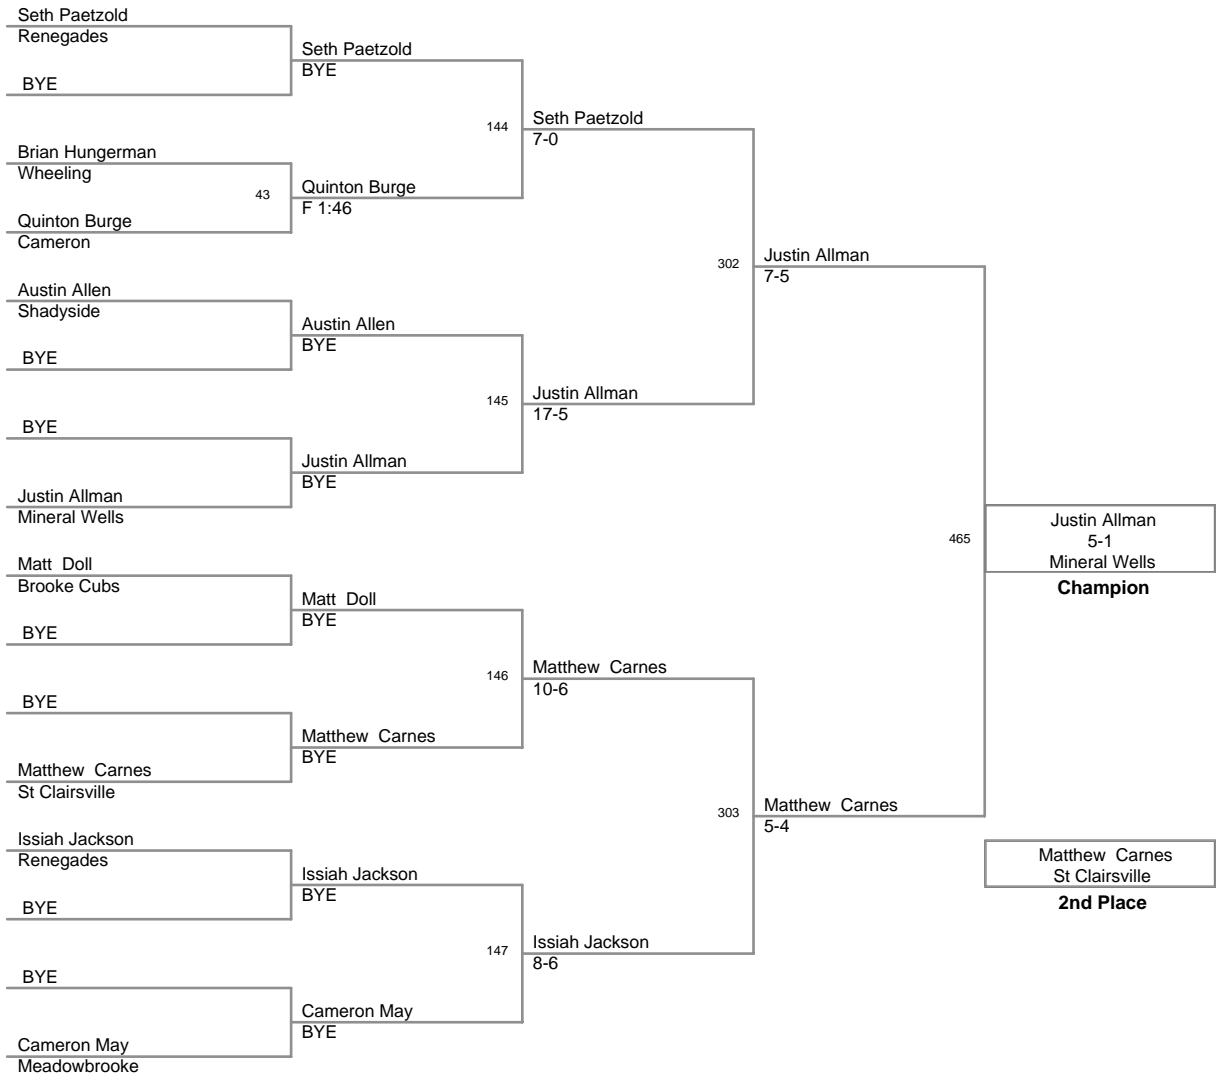 Seth Paetzold
Renegades
BYE
Brian Hungerman
Wheeling
43
Quinton Burge
Cameron
Austin Allen
Shadyside
BYE
BYE
Justin Allman
Mineral Wells
Matt Doll
Brooke Cubs
BYE
BYE
Matthew Carnes
St Clairsville
Issiah Jackson
Renegades
BYE
BYE
Cameron May
Meadowbrooke
Seth Paetzold
BYE
144
Quinton Burge
F 1:46
Austin Allen
BYE
145
Justin Allman
BYE
Matt Doll
BYE
146
Matthew Carnes
BYE
Issiah Jackson
BYE
147
Cameron May
BYE
Seth Paetzold
7-0
302
Justin Allman
17-5
Matthew Carnes
10-6
303
Issiah Jackson
8-6
Justin Allman
7-5
465
Matthew Carnes
5-4
Justin Allman
5-1
Mineral Wells
Champion
Matthew Carnes
St Clairsville
2nd Place